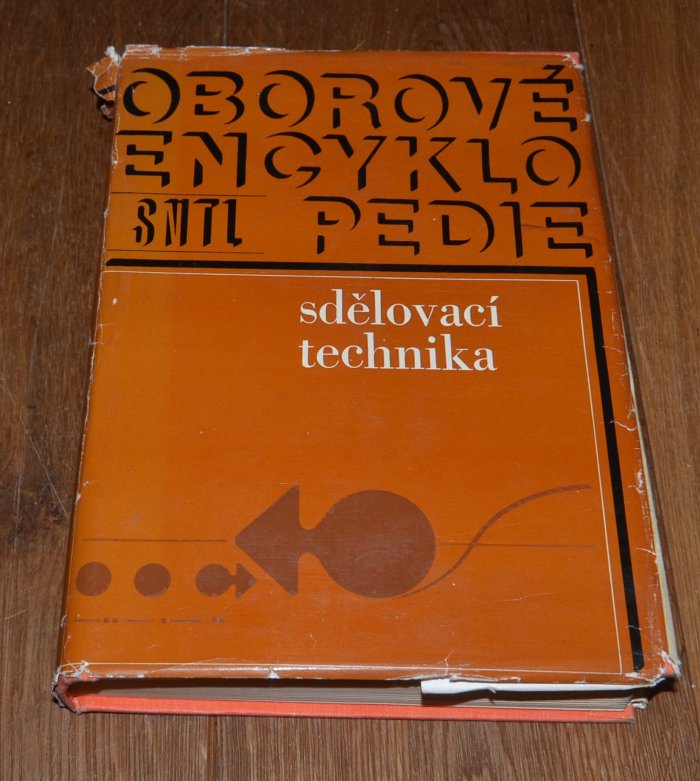 OBOROVÉ
ENCYKLO
SNTL PEDIE
sdělovací
technika